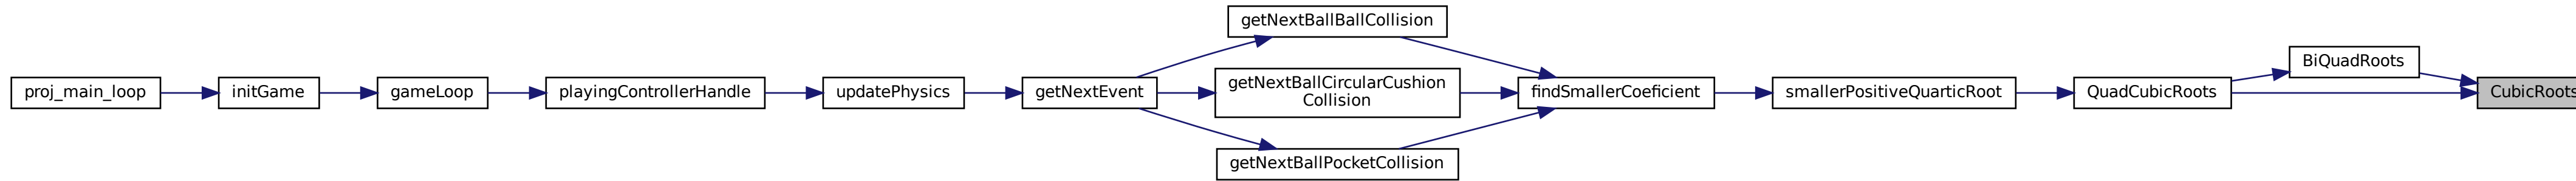 proj_main_loop
initGame
gameLoop
playingControllerHandle
updatePhysics
getNextEvent
getNextBallBallCollision
getNextBallCircularCushion
Collision
getNextBallPocketCollision
findSmallerCoeficient
smallerPositiveQuarticRoot
QuadCubicRoots
BiQuadRoots
CubicRoots